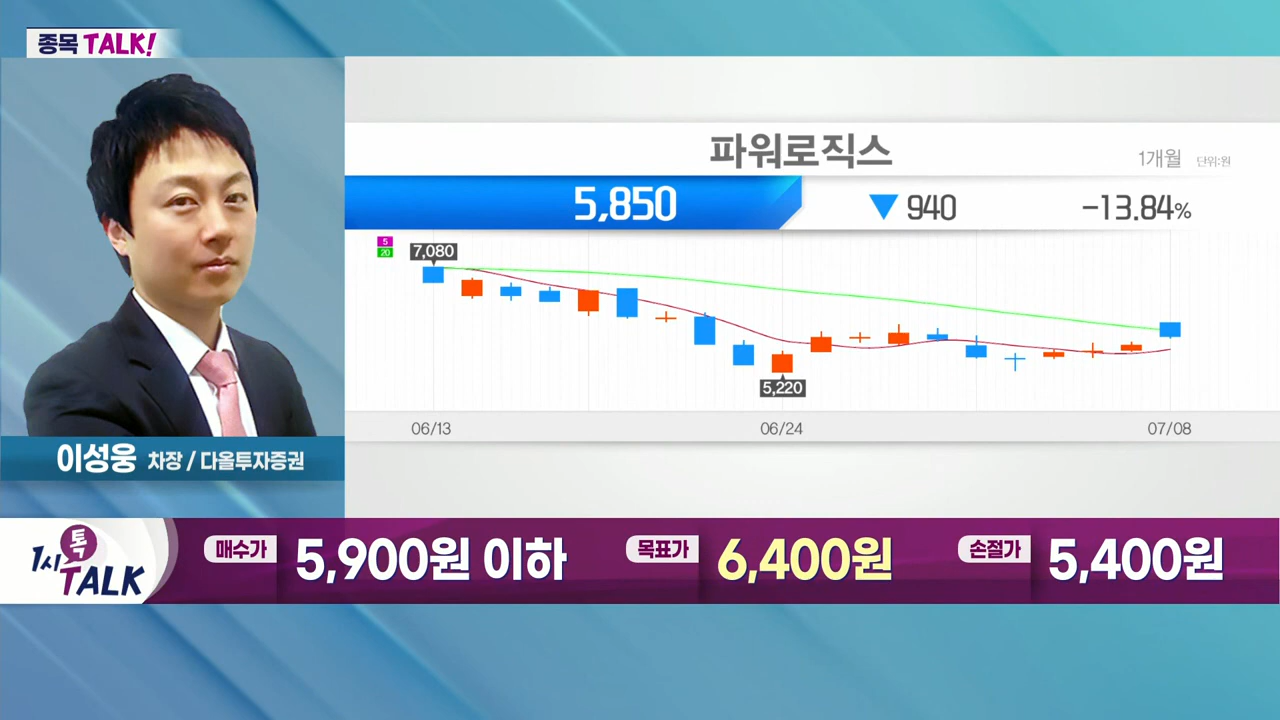 종목 TALK!
파워로직스
1개월 단위:원
5,850 ▼ 940 -13.84%
5
20
7,080
5,220
06/13 06/24 07/08
이성웅 차장 / 다올투자증권
1시 톡 TALK
매수가 5,900원 이하 목표가 6,400원 손절가 5,400원